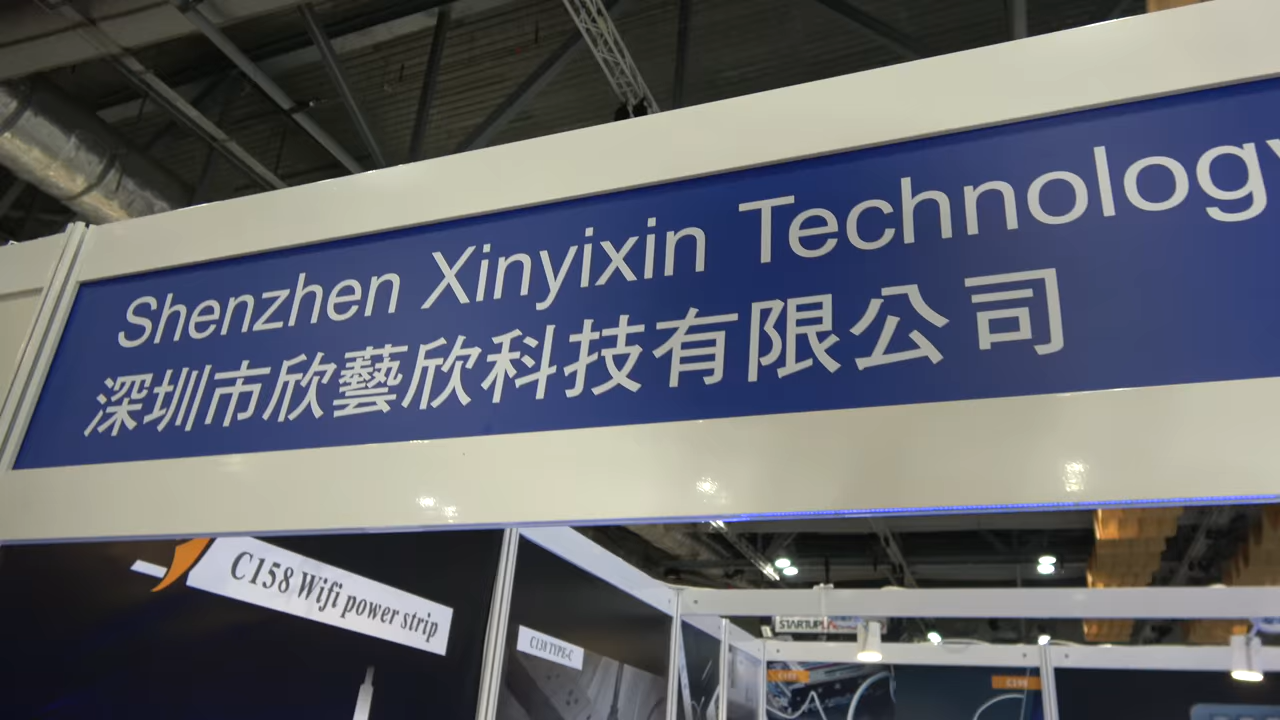 Shenzhen Xinyixin Technology
深圳市欣藝欣科技有限公司
C158 Wifi power strip
C138 TYPE-C
STARTUP